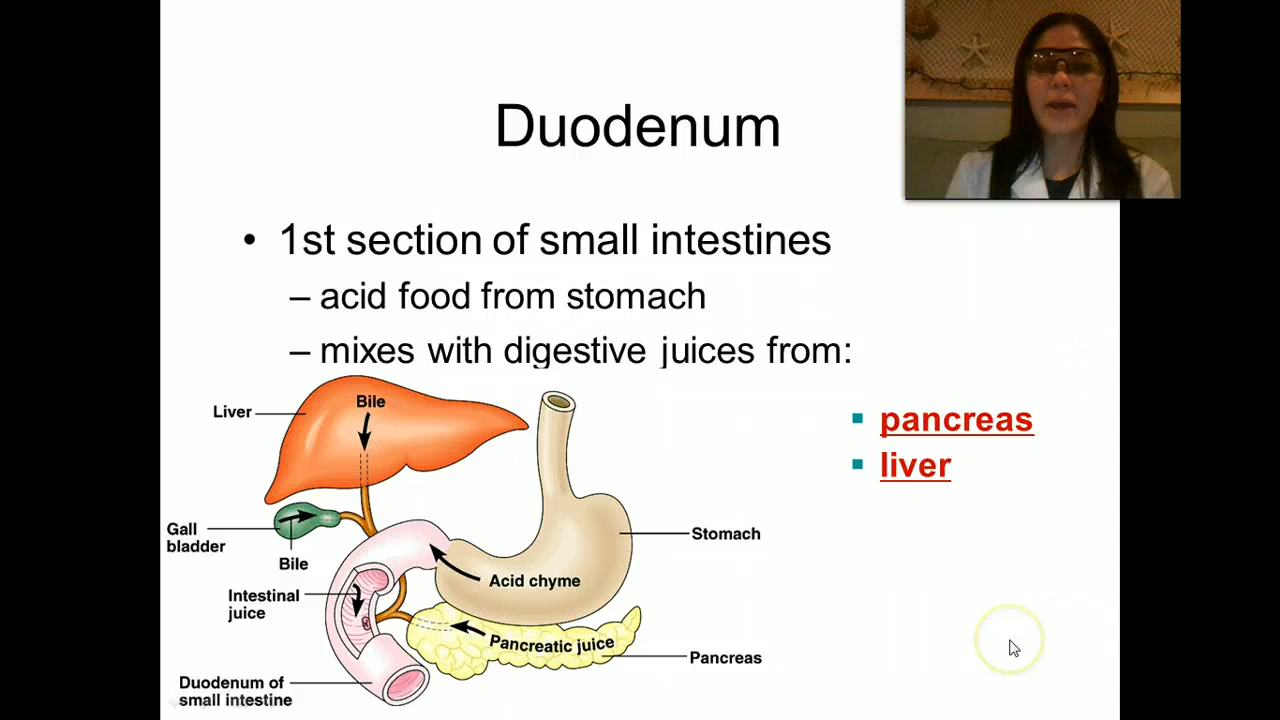 Duodenum
• 1st section of small intestines
– acid food from stomach
– mixes with digestive juices from:
▪ pancreas
▪ liver
Liver
Bile
Gall
bladder
Bile
Stomach
Acid chyme
Intestinal
juice
Pancreatic juice
Pancreas
Duodenum of
small intestine